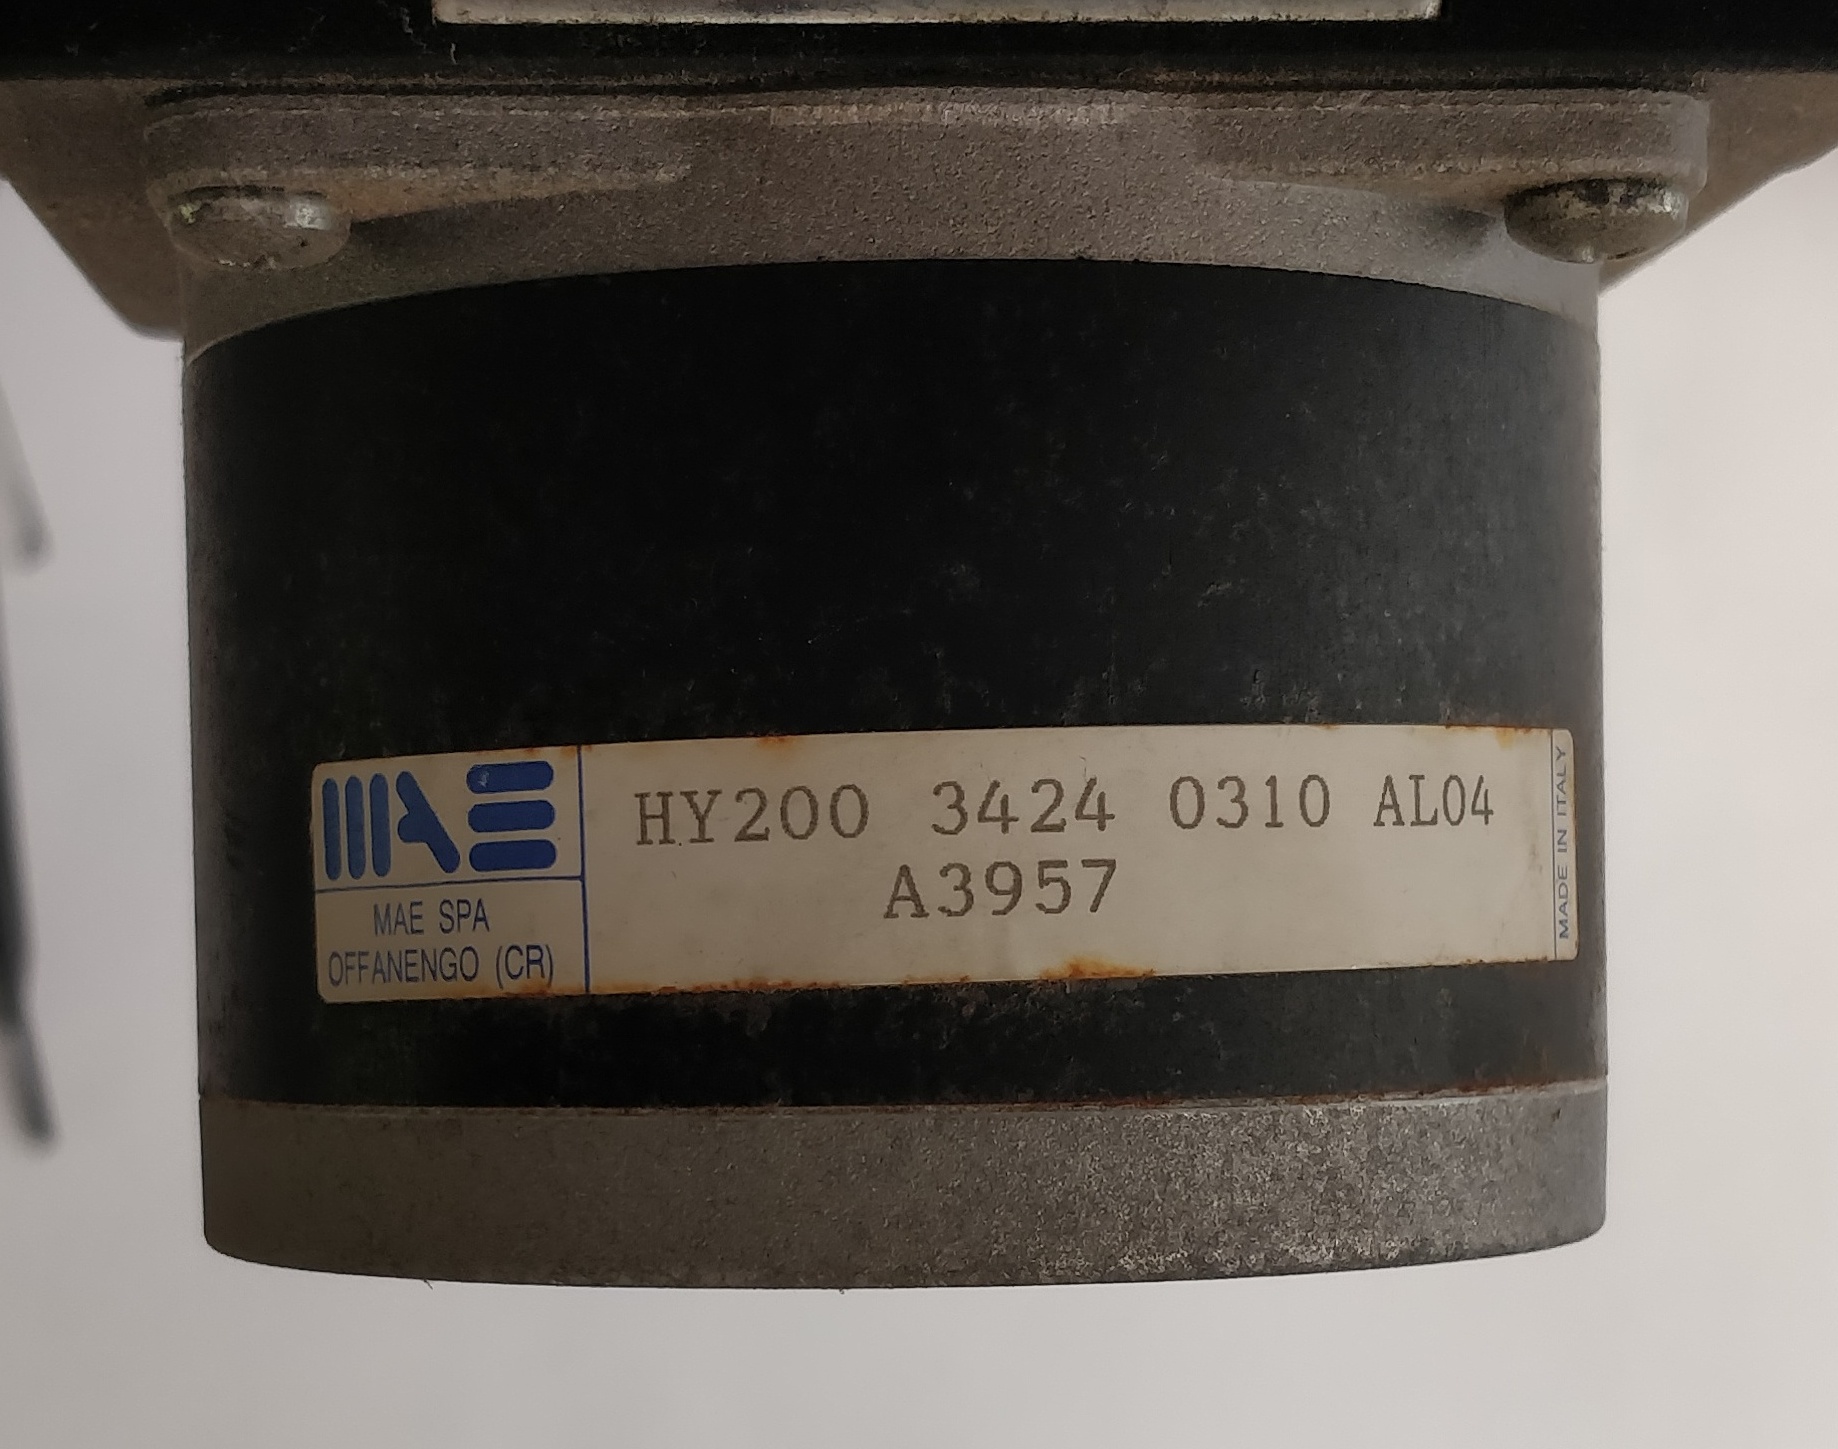 MAE
MAE SPA
OFFANENGO (CR)
HY200 3424 0310 AL04
A3957
MADE IN ITALY